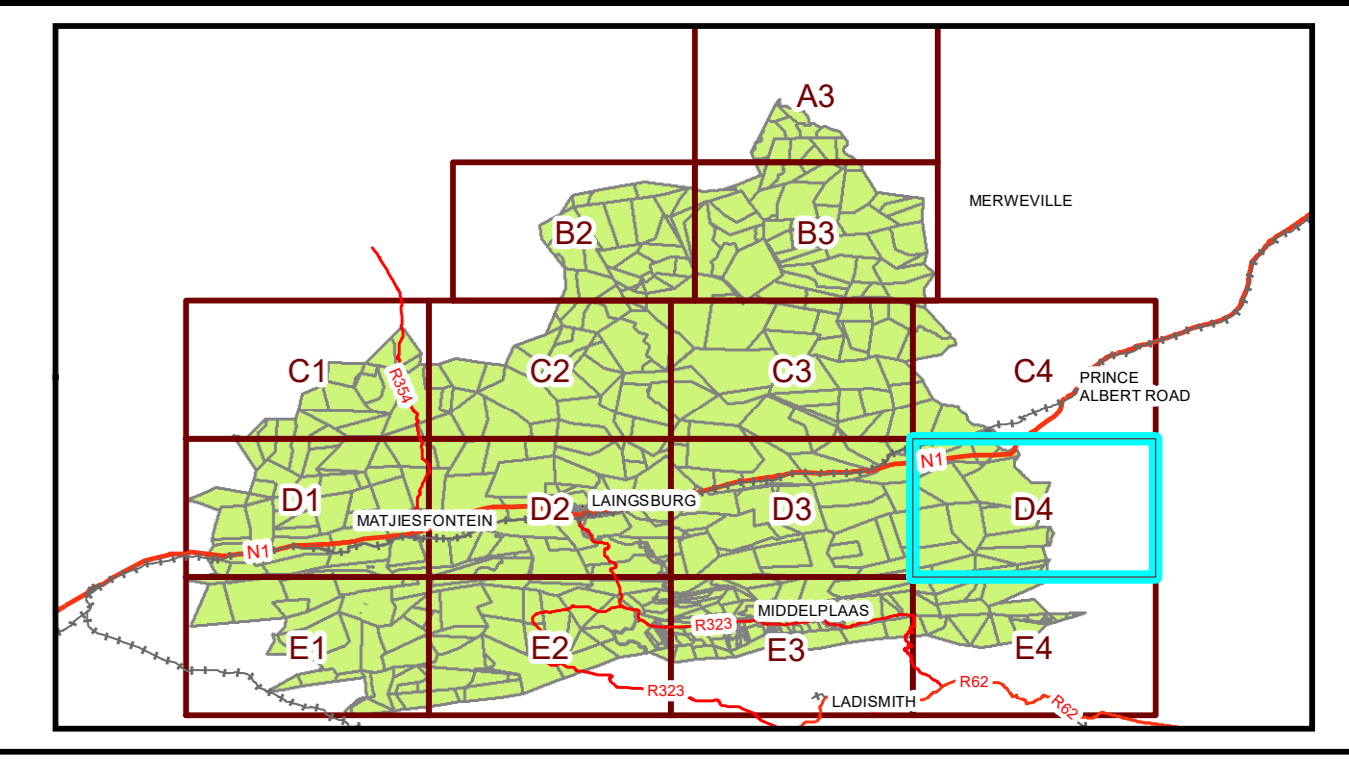 A3
MERWEVILLE
B2
B3
C1
R354
C2
C3
C4
PRINCE
ALBERT ROAD
N1
D1
MATJIESFONTEIN
D2
LAINGSBURG
D3
D4
N1
MIDDELPLAAS
R323
E1
E2
E3
E4
R323
LADISMITH
R62
R62